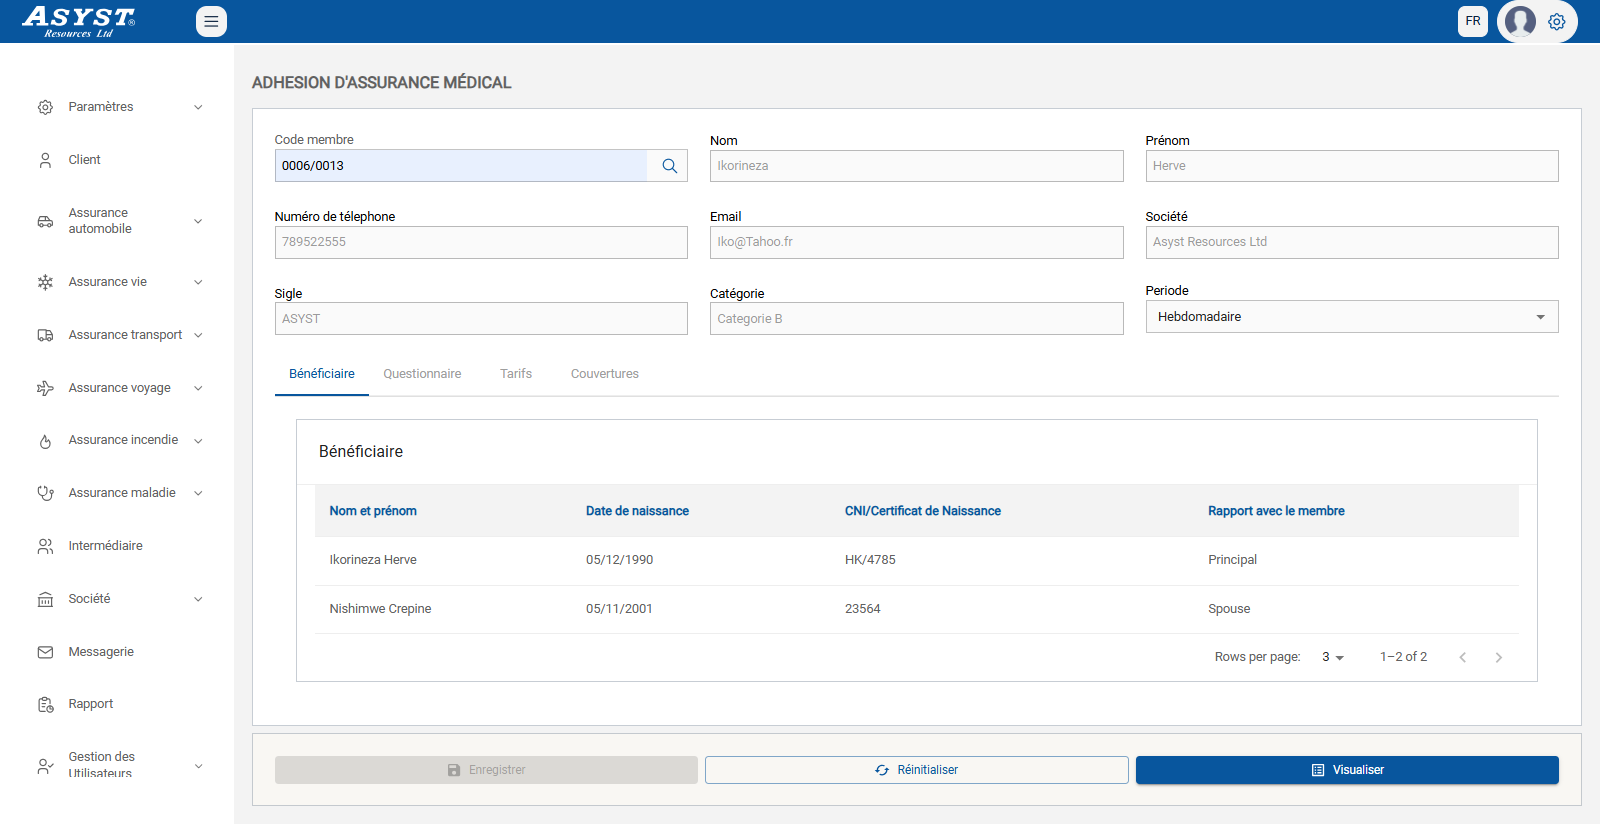 ASYST®
Resources Ltd
FR
Paramètres
Client
Assurance
automobile
Assurance vie
Assurance transport
Assurance voyage
Assurance incendie
Assurance maladie
Intermédiaire
Société
Messagerie
Rapport
Gestion des
Utilisateurs
ADHESION D'ASSURANCE MÉDICAL
Code membre
0006/0013
Nom
Ikorineza
Prénom
Herve
Numéro de télephone
789522555
Email
Iko@Tahoo.fr
Société
Asyst Resources Ltd
Sigle
ASYST
Catégorie
Categorie B
Periode
Hebdomadaire
Bénéficiaire Questionnaire Tarifs Couvertures
Bénéficiaire
Nom et prénom Date de naissance CNI/Certificat de Naissance Rapport avec le membre
Ikorineza Herve 05/12/1990 HK/4785 Principal
Nishimwe Crepine 05/11/2001 23564 Spouse
Rows per page: 3 1–2 of 2
Enregistrer Réinitialiser Visualiser